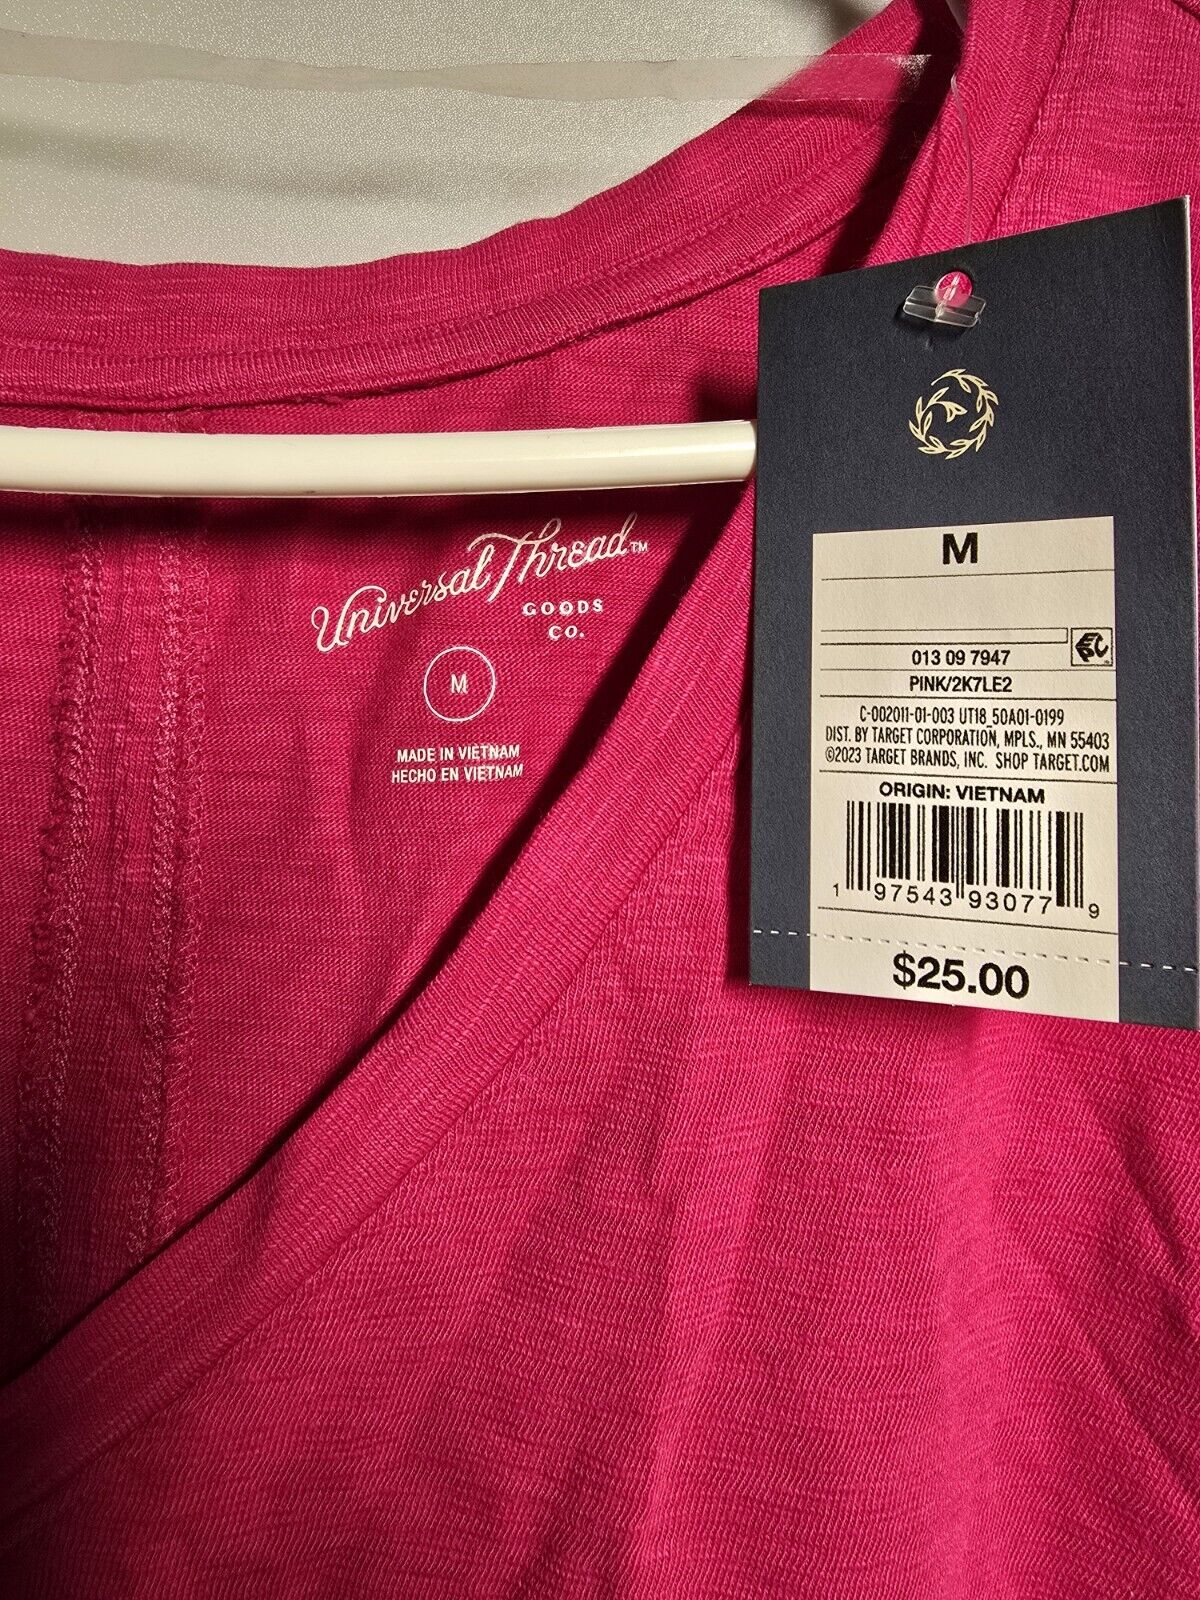 Universal Thread™
GOODS
CO.
M
MADE IN VIETNAM
HECHO EN VIETNAM
M
013 09 7947
PINK/2K7LE2
C-002011-01-003 UT18_50A01-0199
DIST. BY TARGET CORPORATION, MPLS., MN 55403
©2023 TARGET BRANDS, INC. SHOP TARGET.COM
ORIGIN: VIETNAM
1 97543 93077 9
$25.00